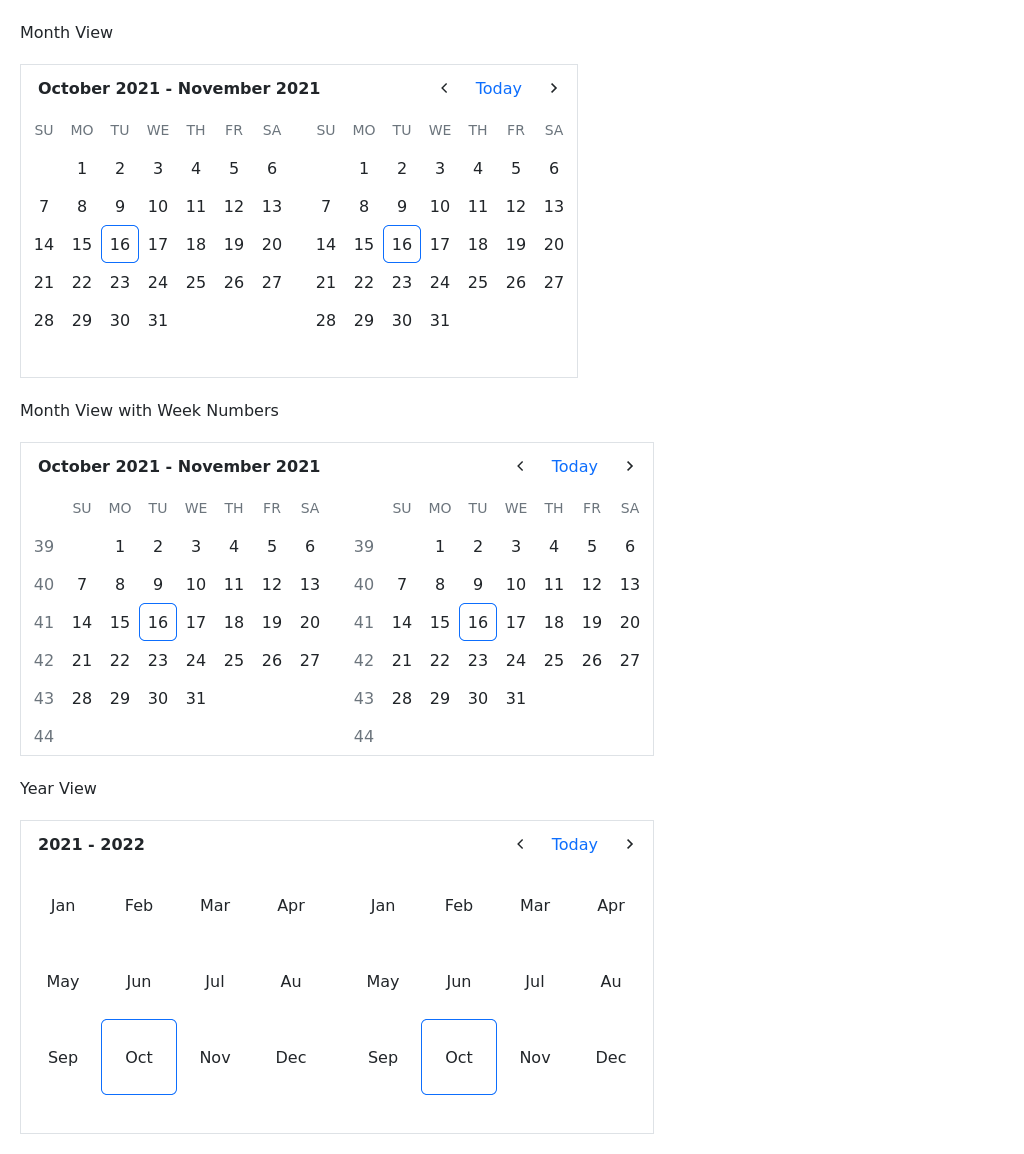 Month View
October 2021 - November 2021 Today
SU MO TU WE TH FR SA SU MO TU WE TH FR SA
1 2 3 4 5 6 1 2 3 4 5 6
7 8 9 10 11 12 13 7 8 9 10 11 12 13
14 15 16 17 18 19 20 14 15 16 17 18 19 20
21 22 23 24 25 26 27 21 22 23 24 25 26 27
28 29 30 31 28 29 30 31
Month View with Week Numbers
October 2021 - November 2021 Today
SU MO TU WE TH FR SA SU MO TU WE TH FR SA
39 1 2 3 4 5 6 39 1 2 3 4 5 6
40 7 8 9 10 11 12 13 40 7 8 9 10 11 12 13
41 14 15 16 17 18 19 20 41 14 15 16 17 18 19 20
42 21 22 23 24 25 26 27 42 21 22 23 24 25 26 27
43 28 29 30 31 43 28 29 30 31
44 44
Year View
2021 - 2022 Today
Jan Feb Mar Apr Jan Feb Mar Apr
May Jun Jul Au May Jun Jul Au
Sep Oct Nov Dec Sep Oct Nov Dec